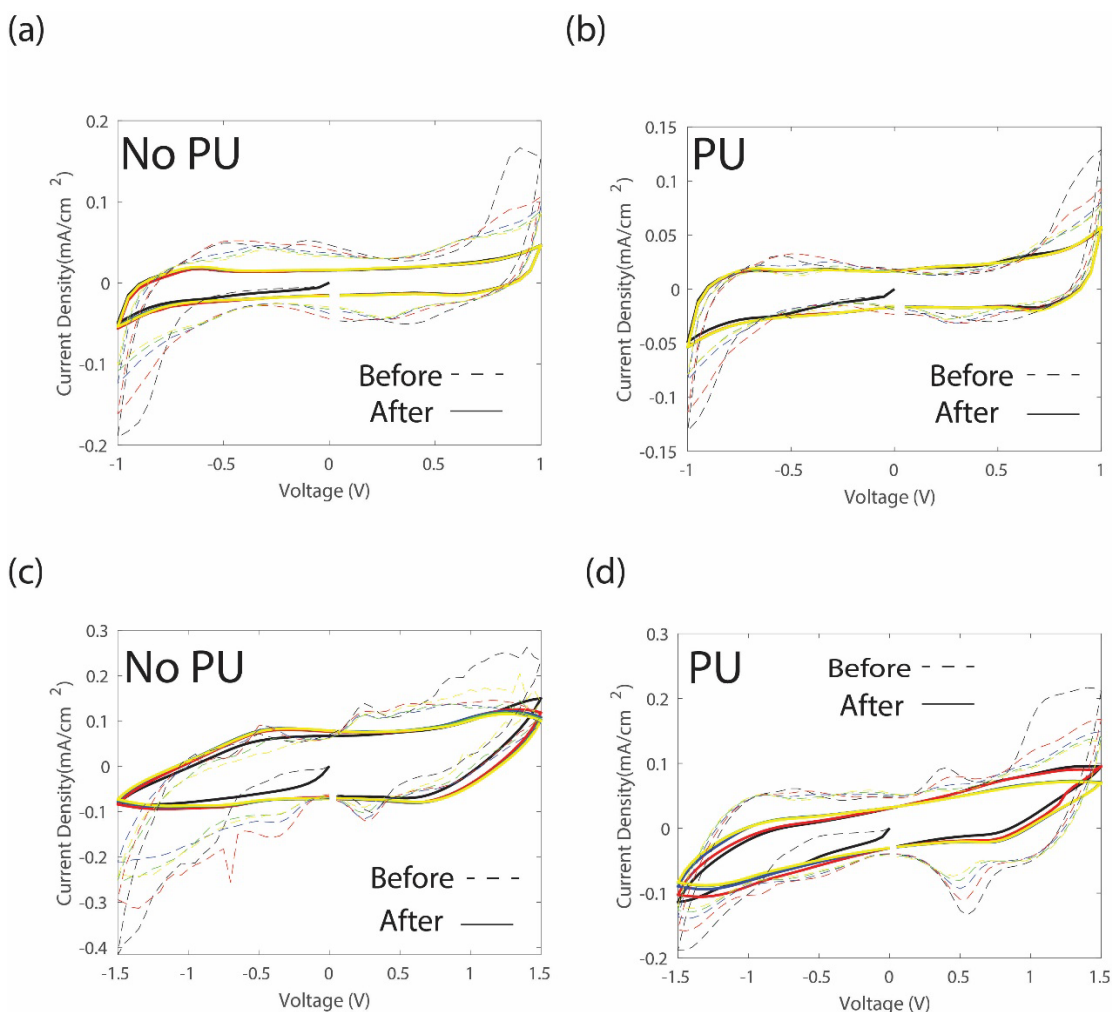 (a)
(b)
No PU
0.2
0.1
0
-0.1
-0.2
Current Density(mA/cm ²)
-1
-0.5
0
0.5
1
Voltage (V)
Before
After
PU
0.15
0.1
0.05
0
-0.05
-0.1
-0.15
Current Density(mA/cm ²)
-1
-0.5
0
0.5
1
Voltage (V)
Before
After
(c)
(d)
No PU
0.3
0.2
0.1
0
-0.1
-0.2
-0.3
-0.4
Current Density(mA/cm ²)
-1.5
-1
-0.5
0
0.5
1
1.5
Voltage (V)
Before
After
PU
Before
After
0.3
0.2
0.1
0
-0.1
-0.2
Current Density(mA/cm ²)
-1.5
-1
-0.5
0
0.5
1
1.5
Voltage (V)